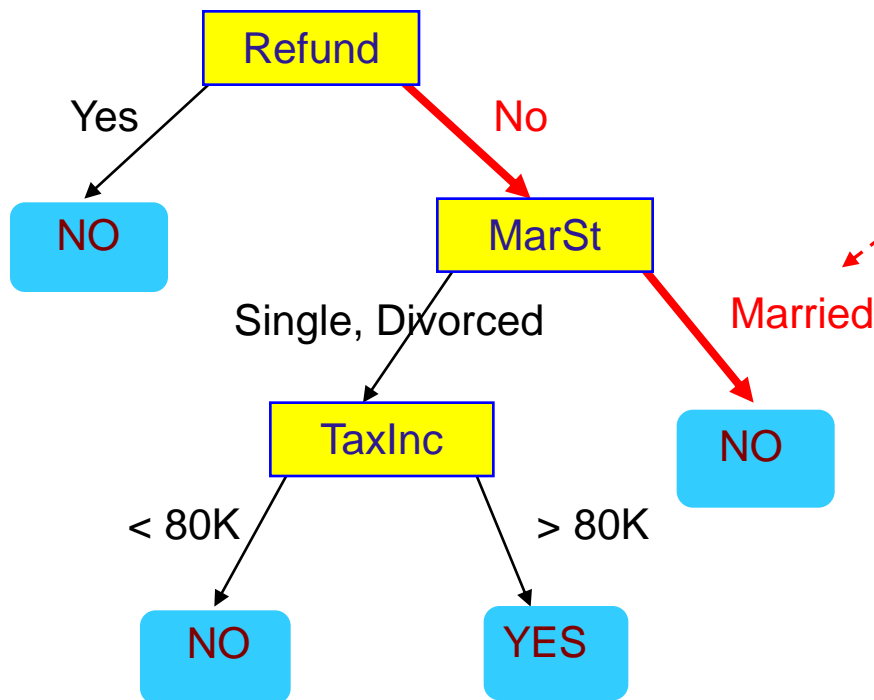 Refund
Yes
No
NO
MarSt
Single, Divorced
Married
TaxInc
NO
< 80K
> 80K
NO
YES